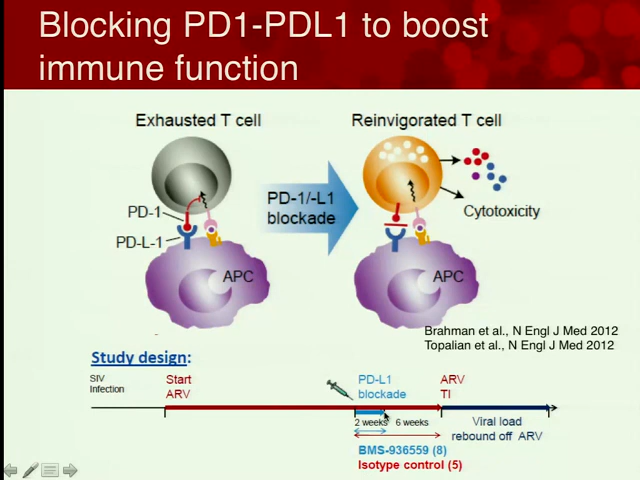 Blocking PD1-PDL1 to boost
immune function
Exhausted T cell
Reinvigorated T cell
PD-1
PD-L-1
APC
PD-1/-L1
blockade
Cytotoxicity
APC
Brahman et al., N Engl J Med 2012
Topalian et al., N Engl J Med 2012
Study design:
SIV
Infection
Start
ARV
PD-L1
blockade
ARV
TI
2 weeks
6 weeks
Viral load
rebound off ARV
BMS-936559 (8)
Isotype control (5)